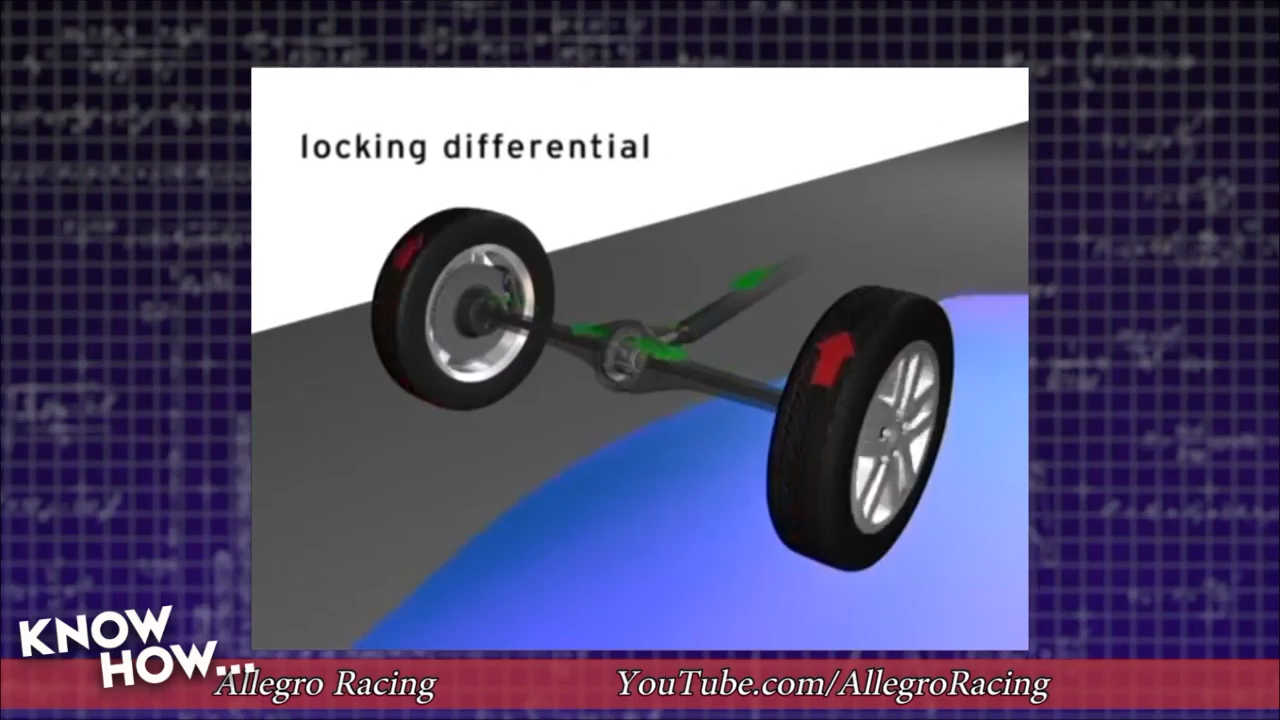 locking differential
KNOW
HOW...
Allegro Racing
YouTube.com/AllegroRacing